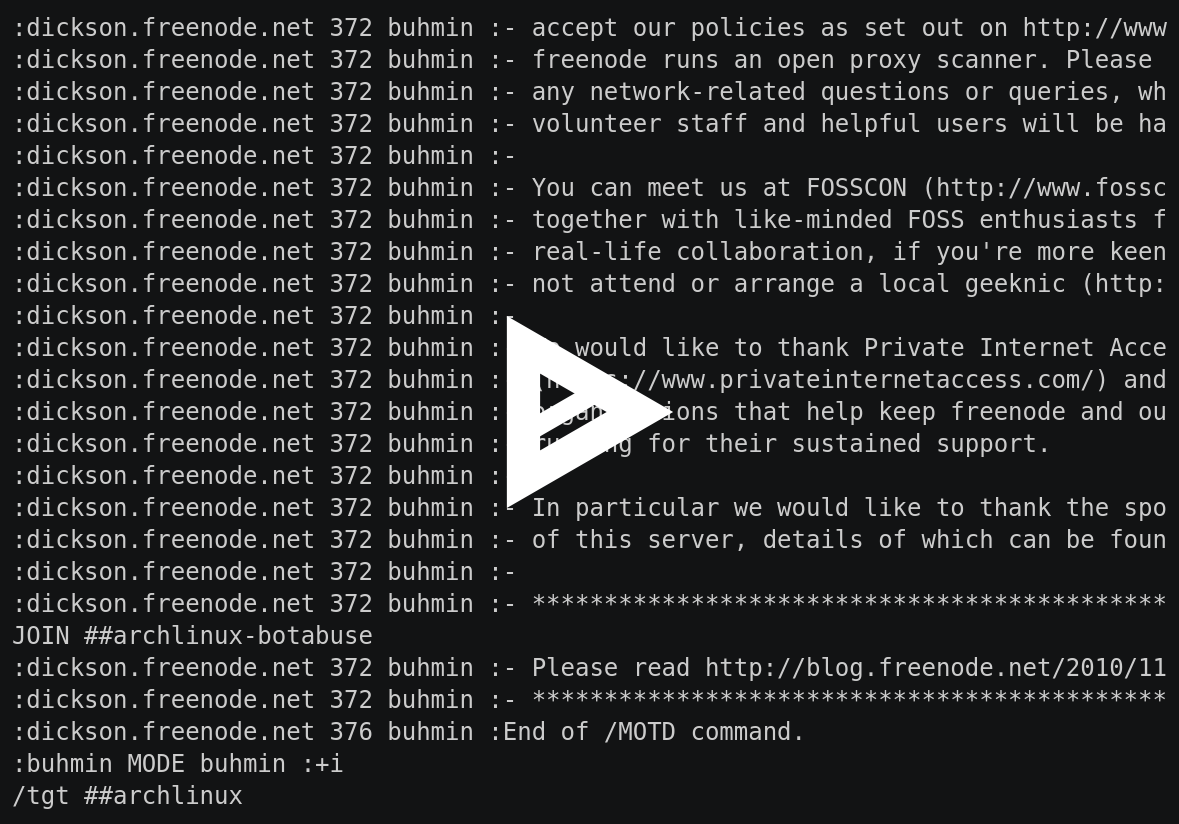 :dickson.freenode.net 372 buhmin :- accept our policies as set out on http://www
:dickson.freenode.net 372 buhmin :- freenode runs an open proxy scanner. Please
:dickson.freenode.net 372 buhmin :- any network-related questions or queries, wh
:dickson.freenode.net 372 buhmin :- volunteer staff and helpful users will be ha
:dickson.freenode.net 372 buhmin :-
:dickson.freenode.net 372 buhmin :- You can meet us at FOSSCON (http://www.fossc
:dickson.freenode.net 372 buhmin :- together with like-minded FOSS enthusiasts f
:dickson.freenode.net 372 buhmin :- real-life collaboration, if you're more keen
:dickson.freenode.net 372 buhmin :- not attend or arrange a local geeknic (http:
:dickson.freenode.net 372 buhmin :-
:dickson.freenode.net 372 buhmin : would like to thank Private Internet Acce
:dickson.freenode.net 372 buhmin : ://www.privateinternetaccess.com/) and
:dickson.freenode.net 372 buhmin : that help keep freenode and ou
:dickson.freenode.net 372 buhmin : for their sustained support.
:dickson.freenode.net 372 buhmin :
:dickson.freenode.net 372 buhmin :- In particular we would like to thank the spo
:dickson.freenode.net 372 buhmin :- of this server, details of which can be foun
:dickson.freenode.net 372 buhmin :-
:dickson.freenode.net 372 buhmin :- ********************************************
JOIN ##archlinux-botabuse
:dickson.freenode.net 372 buhmin :- Please read http://blog.freenode.net/2010/11
:dickson.freenode.net 372 buhmin :- ********************************************
:dickson.freenode.net 376 buhmin :End of /MOTD command.
:buhmin MODE buhmin :+i
/tgt ##archlinux